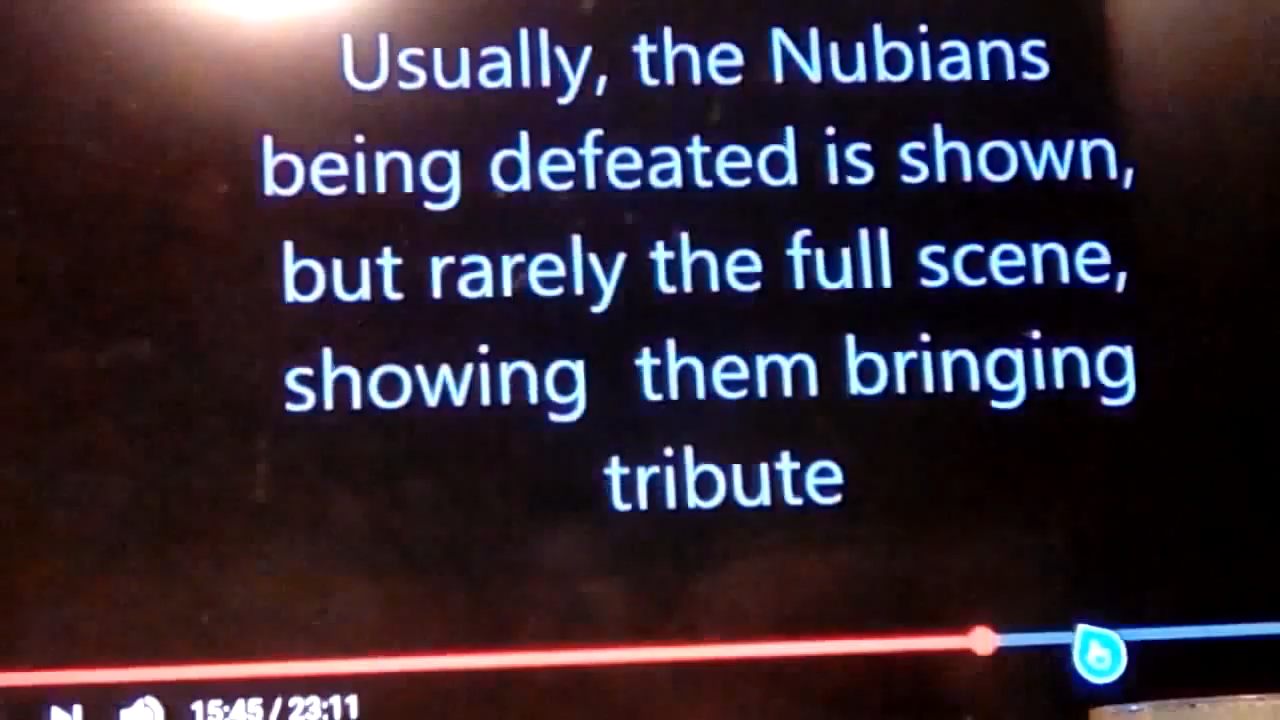 Usually, the Nubians
being defeated is shown,
but rarely the full scene,
showing  them bringing
tribute
15:45 / 23:11